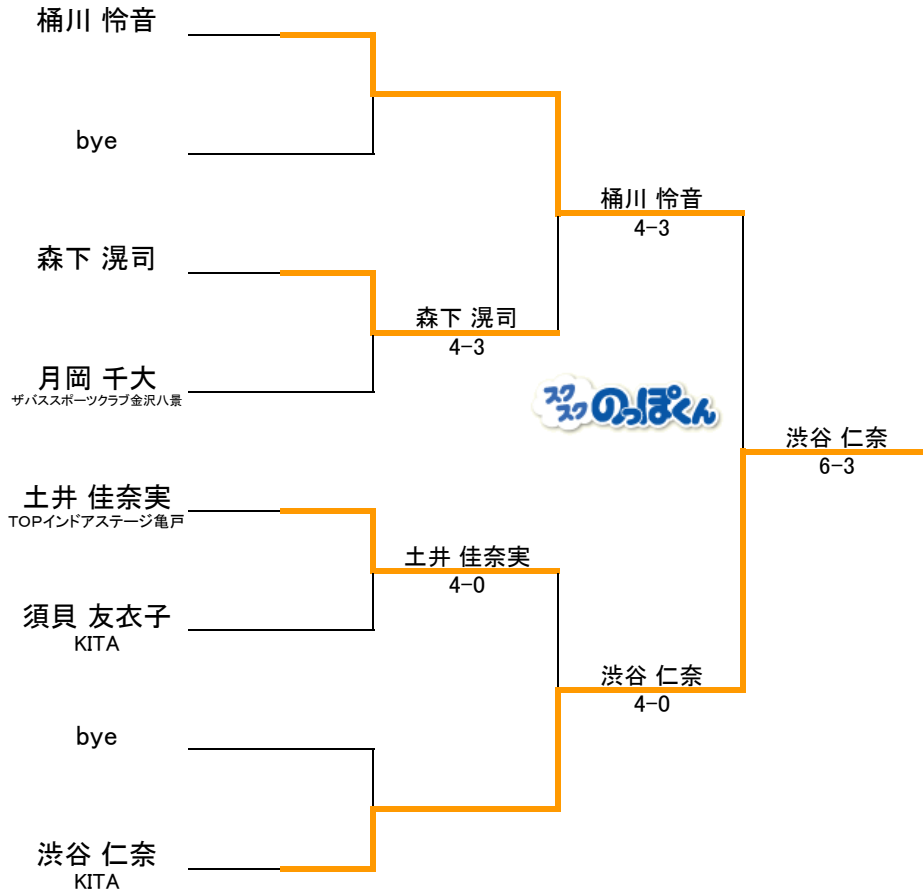 桶川 怜音
bye
桶川 怜音
4-3
森下 滉司
森下 滉司
4-3
月岡 千大
ザバススポーツクラブ金沢八景
スク
スク のっぽくん
渋谷 仁奈
6-3
土井 佳奈実
TOPインドアステージ亀戸
土井 佳奈実
4-0
須貝 友衣子
KITA
渋谷 仁奈
4-0
bye
渋谷 仁奈
KITA